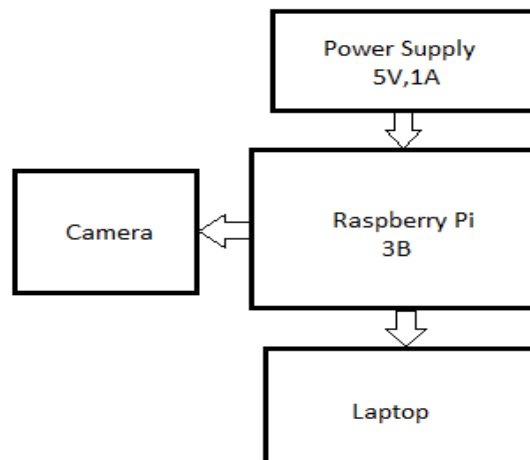 Power Supply
5V,1A
Camera
Raspberry Pi
3B
Laptop